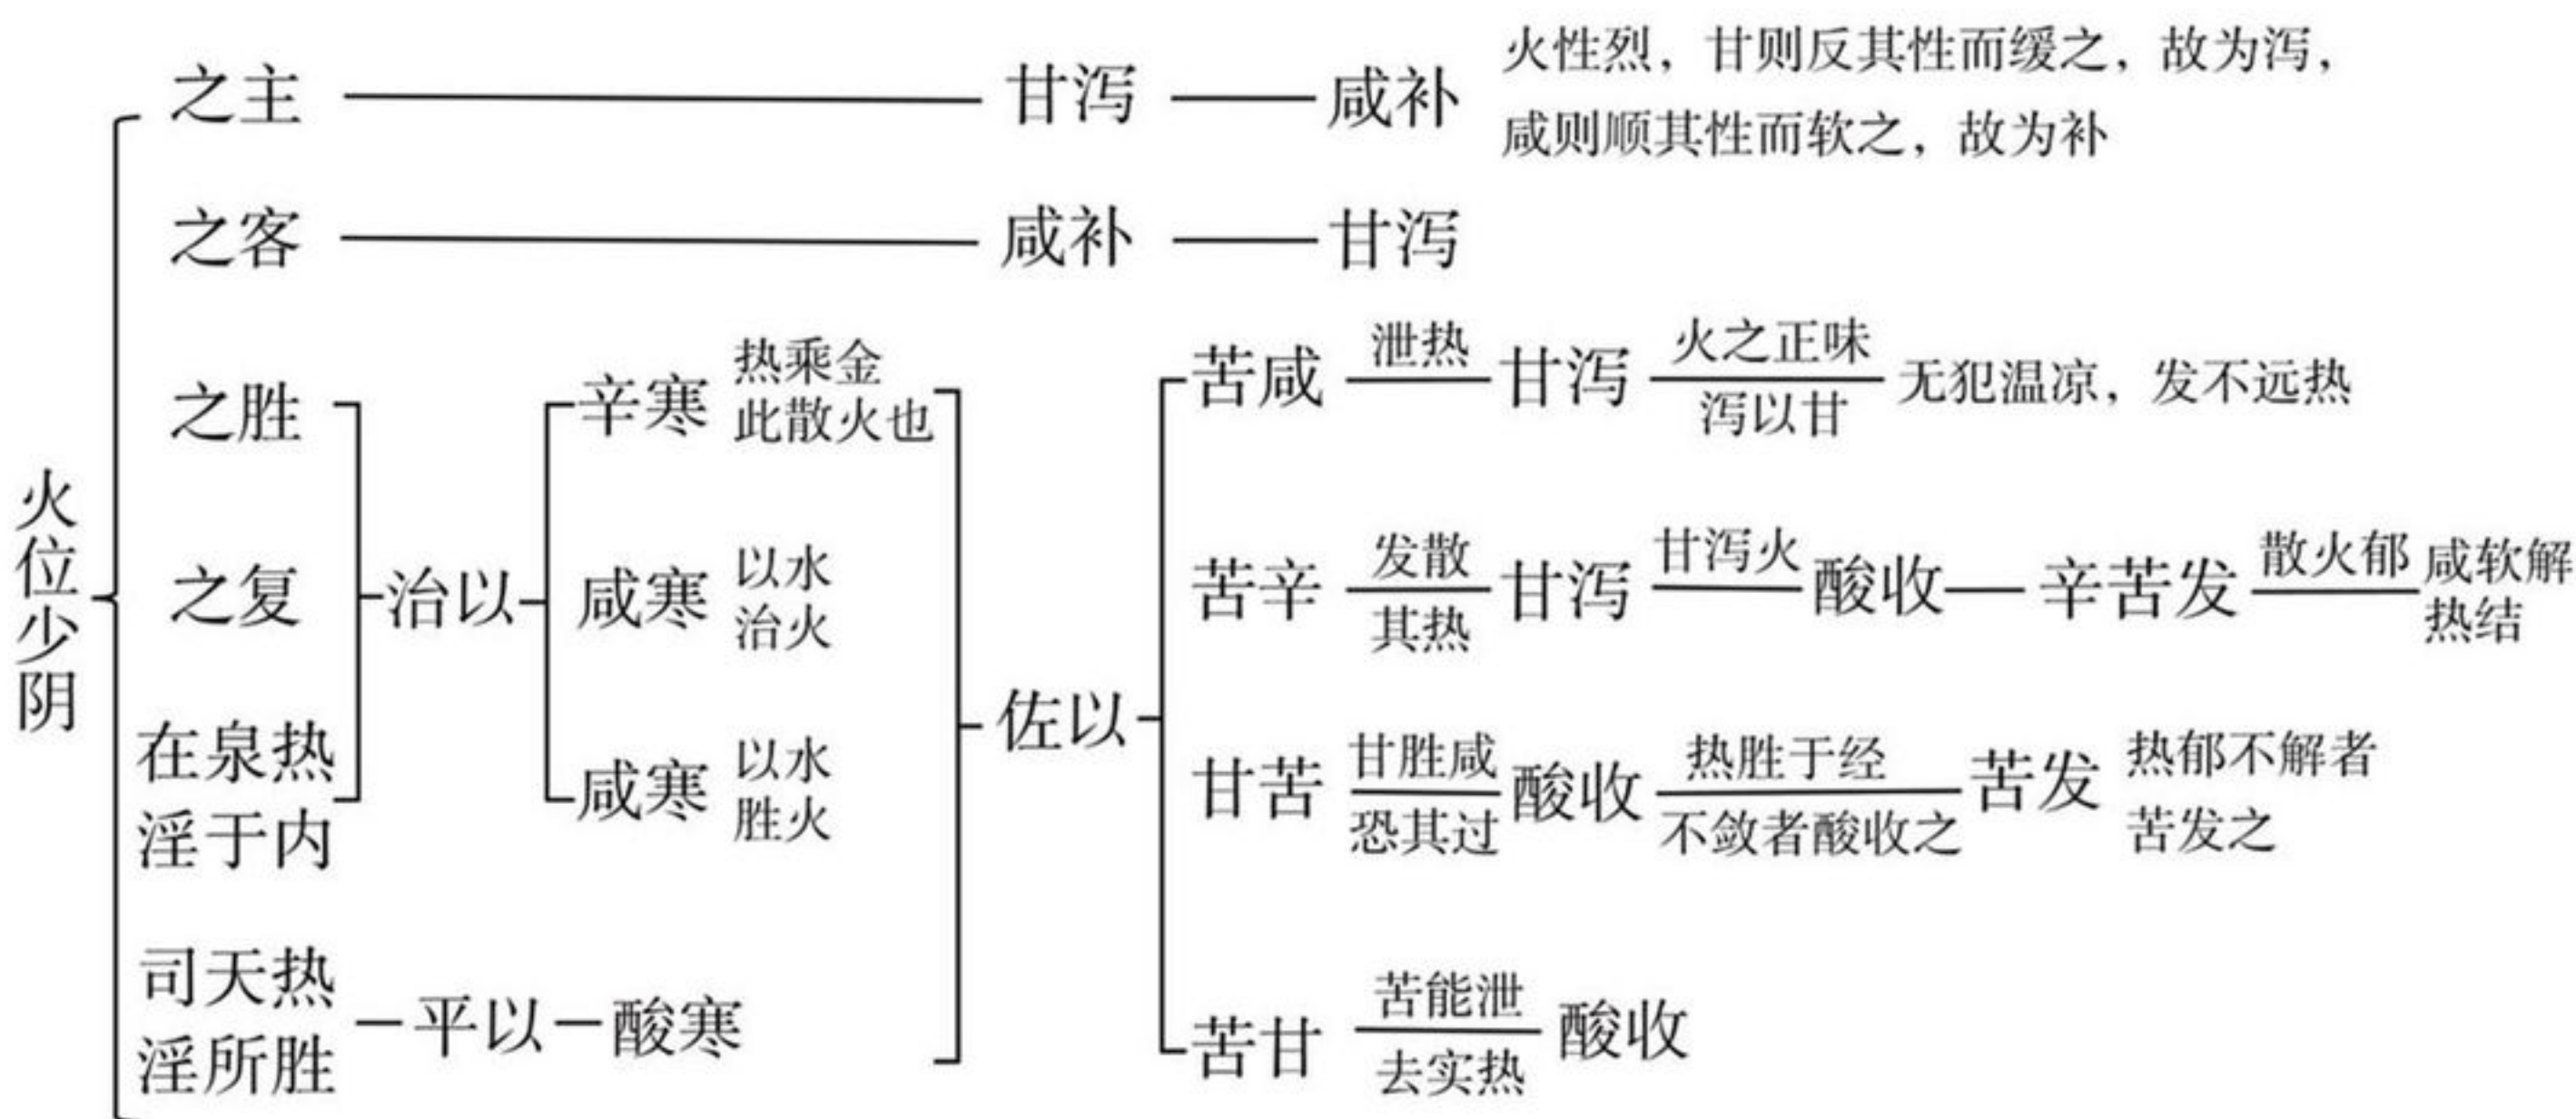 火位少阴
之主 甘泻 咸补 火性烈，甘则反其性而缓之，故为泻，
咸则顺其性而软之，故为补
之客 咸补 甘泻
之胜
之复
在泉热
淫于内
治以
辛寒 热乘金
此散火也
咸寒 以水
治火
咸寒 以水
胜火
司天热
淫所胜
平以 酸寒
佐以
苦咸 泄热 甘泻 火之正味
泻以甘
无犯温凉，发不远热
苦辛 发散
其热
甘泻 甘泻火 酸收 辛苦发 散火郁 咸软解
热结
甘苦 甘胜咸
恐其过
酸收 热胜于经
不敛者酸收之
苦发 热郁不解者
苦发之
苦甘 苦能泄
去实热
酸收